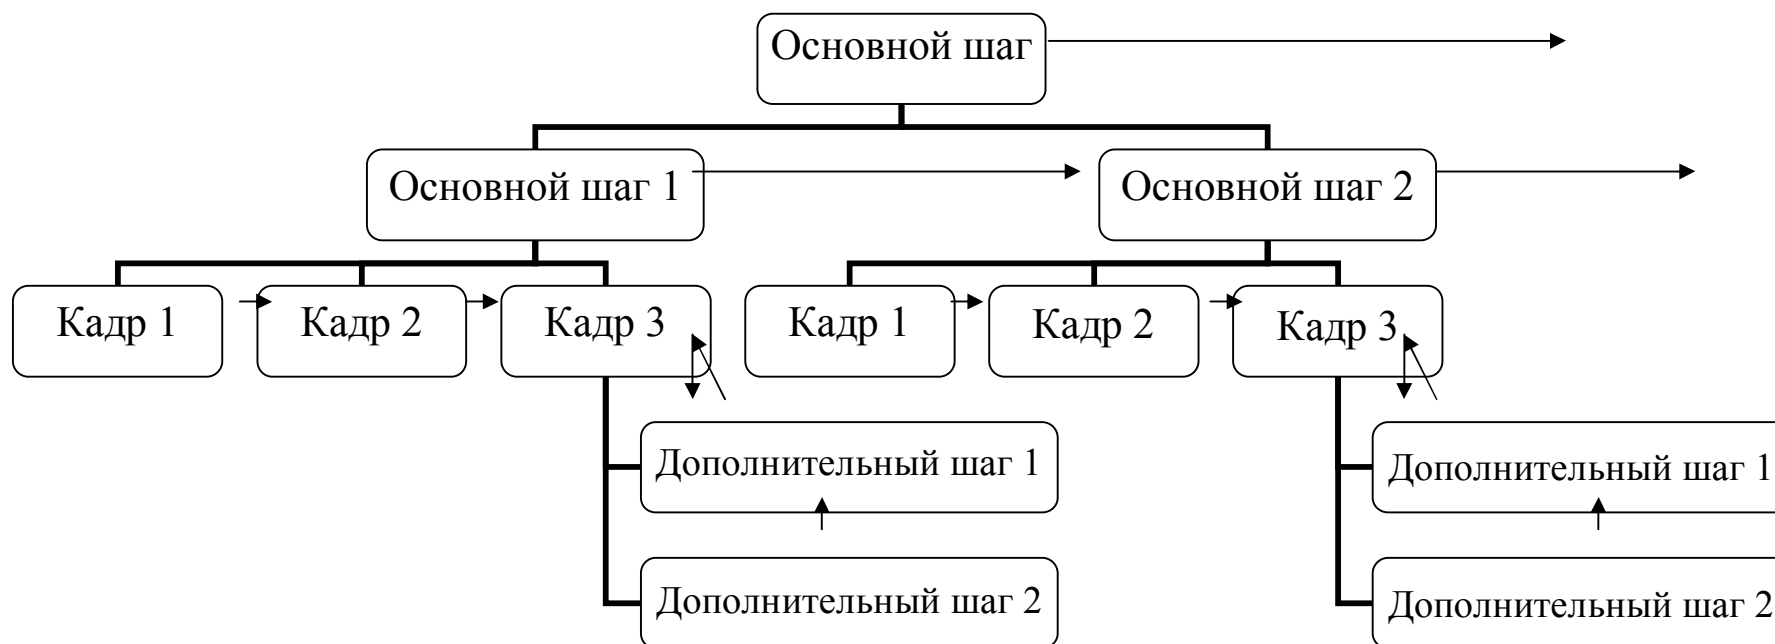 Основной шаг
Основной шаг 1
Основной шаг 2
Кадр 1
Кадр 2
Кадр 3
Кадр 1
Кадр 2
Кадр 3
Дополнительный шаг 1
Дополнительный шаг 1
Дополнительный шаг 2
Дополнительный шаг 2